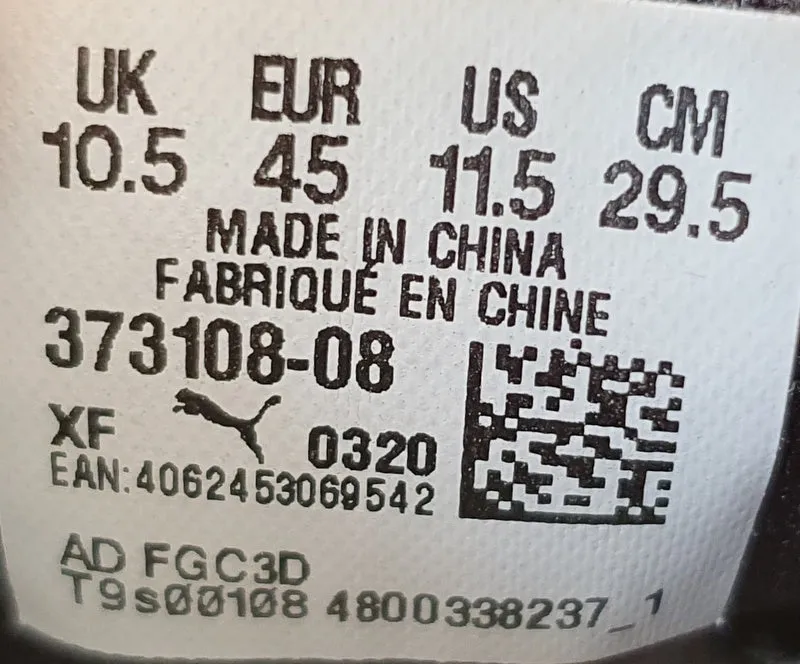 UK EUR US CM
10.5 45 11.5 29.5
MADE IN CHINA
FABRIQUÉ EN CHINE
373108-08
XF 0320
EAN:4062453069542
AD FGC3D
T9s00108 4800338237_1